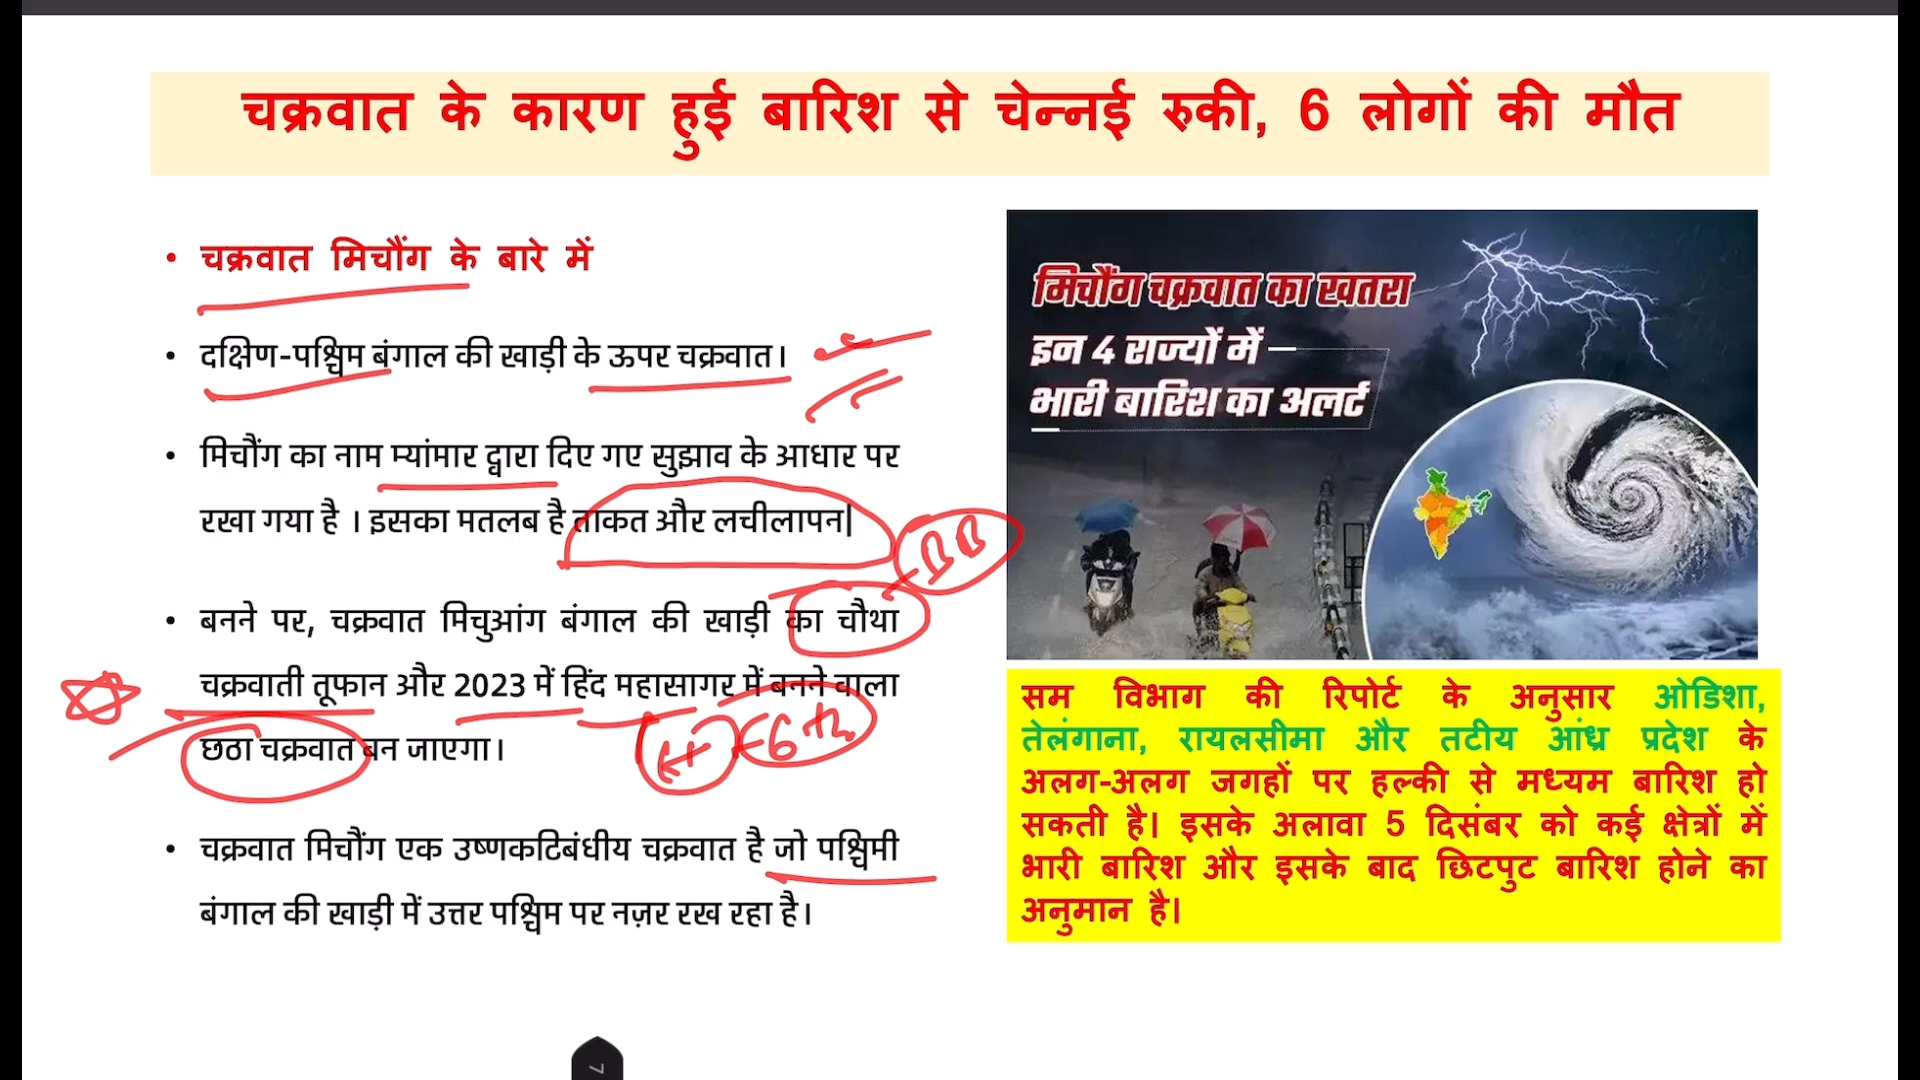 चक्रवात के कारण हुई बारिश से चेन्नई रुकी, 6 लोगों की मौत
• चक्रवात मिचौंग के बारे में
• दक्षिण-पश्चिम बंगाल की खाड़ी के ऊपर चक्रवात।
• मिचौंग का नाम म्यांमार द्वारा दिए गए सुझाव के आधार पर
रखा गया है । इसका मतलब है ताकत और लचीलापन|
• बनने पर, चक्रवात मिचुआंग बंगाल की खाड़ी का चौथा
चक्रवाती तूफान और 2023 में हिंद महासागर में बनने वाला
छठा चक्रवात बन जाएगा।
6th
• चक्रवात मिचौंग एक उष्णकटिबंधीय चक्रवात है जो पश्चिमी
बंगाल की खाड़ी में उत्तर पश्चिम पर नज़र रख रहा है।
मिचौंग चक्रवात का खतरा
इन 4 राज्यों में
भारी बारिश का अलर्ट
सम विभाग की रिपोर्ट के अनुसार ओडिशा,
तेलंगाना, रायलसीमा और तटीय आंध्र प्रदेश के
अलग-अलग जगहों पर हल्की से मध्यम बारिश हो
सकती है। इसके अलावा 5 दिसंबर को कई क्षेत्रों में
भारी बारिश और इसके बाद छिटपुट बारिश होने का
अनुमान है।